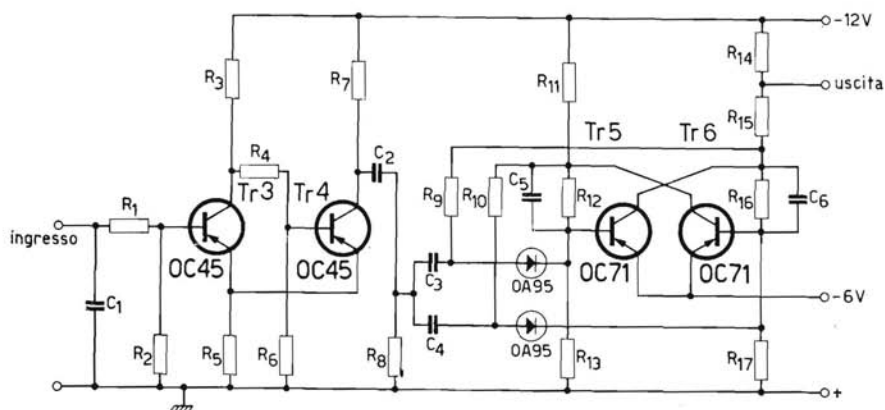 -12V
R14
R3
R7
R11
uscita
R15
Tr5
Tr6
R4
C2
Tr3
Tr4
C5
R9
R10
R12
R16
C6
R1
ingresso
OC45
OC45
OC71
OC71
C3
OA95
-6V
C1
C4
OA95
R2
R5
R6
R8
R13
R17
+